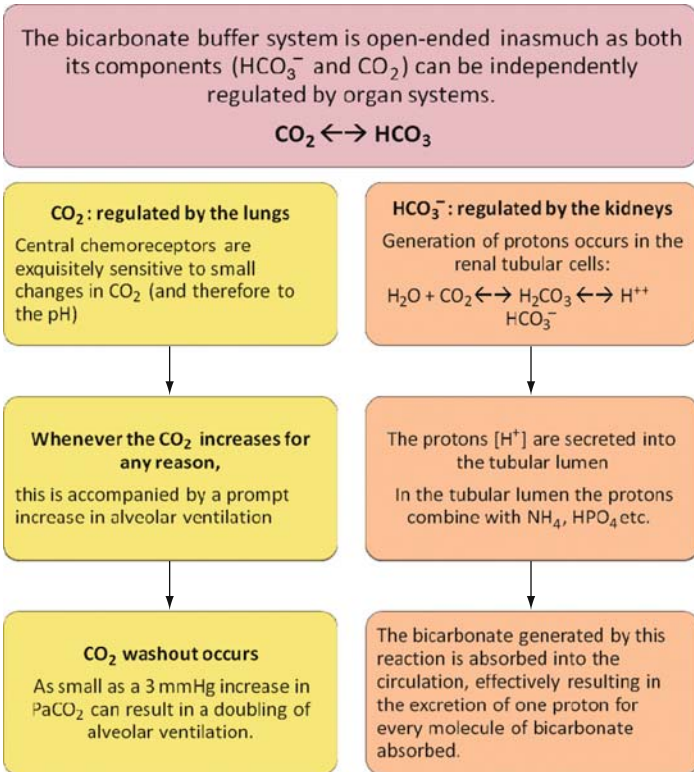 The bicarbonate buffer system is open-ended inasmuch as both
its components (HCO₃⁻ and CO₂) can be independently
regulated by organ systems.
CO₂ ←→ HCO₃
CO₂ : regulated by the lungs
Central chemoreceptors are
exquisitely sensitive to small
changes in CO₂ (and therefore to
the pH)
Whenever the CO₂ increases for
any reason,
this is accompanied by a prompt
increase in alveolar ventilation
CO₂ washout occurs
As small as a 3 mmHg increase in
PaCO₂ can result in a doubling of
alveolar ventilation.
HCO₃⁻: regulated by the kidneys
Generation of protons occurs in the
renal tubular cells:
H₂O + CO₂ ←→ H₂CO₃ ←→ H⁺⁺
HCO₃⁻
The protons [H⁺] are secreted into
the tubular lumen
In the tubular lumen the protons
combine with NH₄, HPO₄ etc.
The bicarbonate generated by this
reaction is absorbed into the
circulation, effectively resulting in
the excretion of one proton for
every molecule of bicarbonate
absorbed.